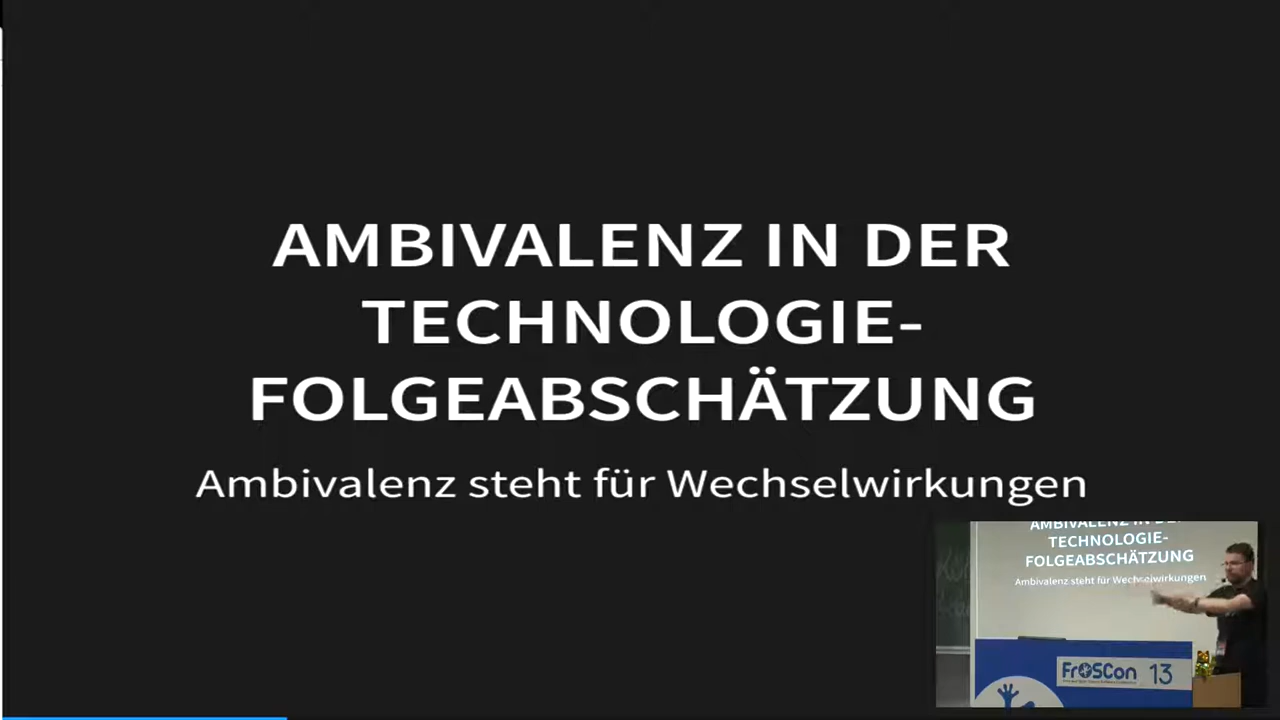 AMBIVALENZ IN DER
TECHNOLOGIE-
FOLGEABSCHÄTZUNG
Ambivalenz steht für Wechselwirkungen
AMBIVALENZ IN DER
TECHNOLOGIE-
FOLGEABSCHÄTZUNG
Ambivalenz steht für Wechselwirkungen
FrOSCon 13